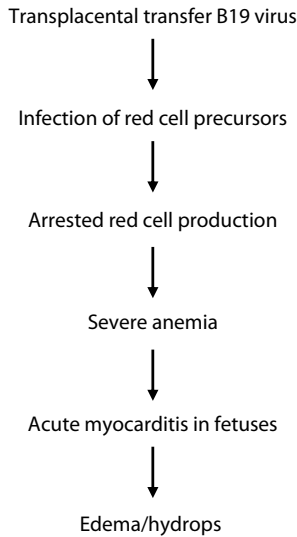 Transplacental transfer B19 virus
Infection of red cell precursors
Arrested red cell production
Severe anemia
Acute myocarditis in fetuses
Edema/hydrops